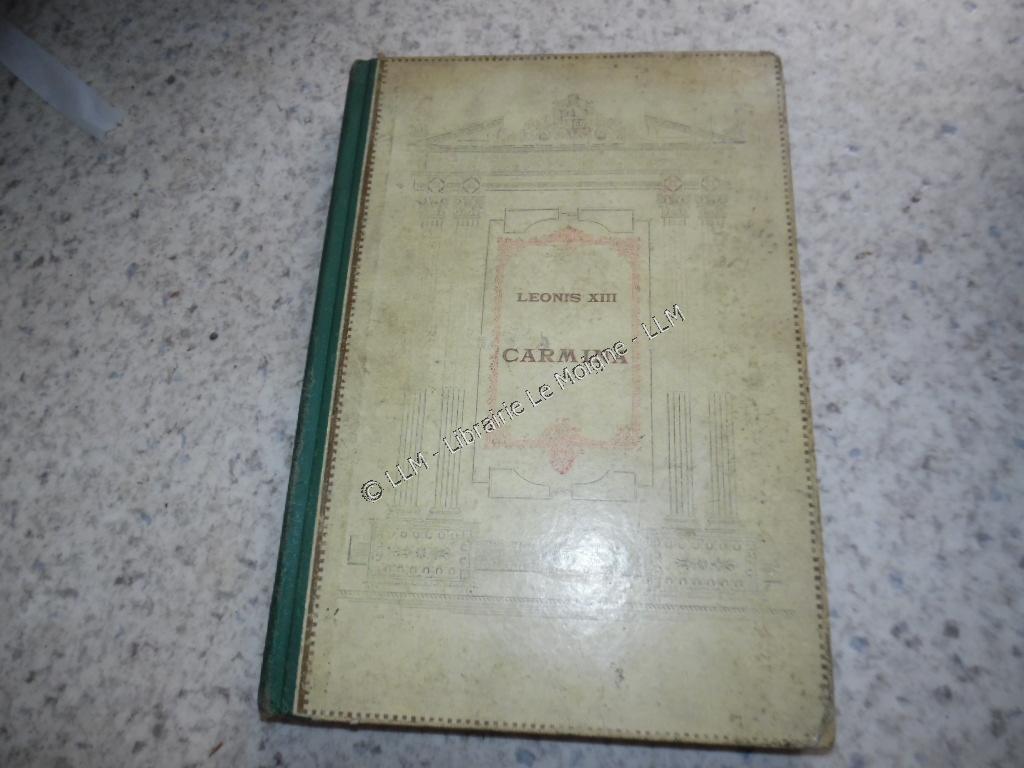 LEONIS XIII
CARMINA
© LLM - Librairie Le Moigne - LLM